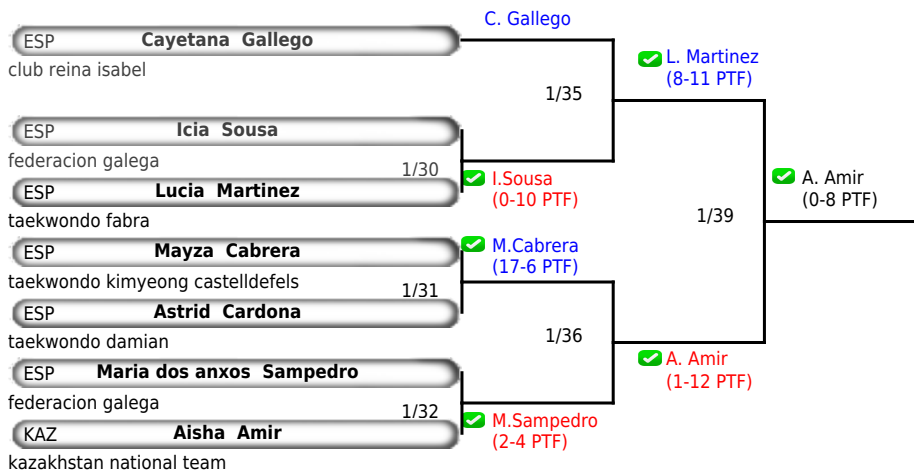 C. Gallego
ESP Cayetana Gallego
club reina isabel
L. Martinez
(8-11 PTF)
1/35
ESP Icia Sousa
federacion galega
1/30
I.Sousa
(0-10 PTF)
ESP Lucia Martinez
taekwondo fabra
A. Amir
(0-8 PTF)
1/39
ESP Mayza Cabrera
M.Cabrera
(17-6 PTF)
taekwondo kimyeong castelldefels
1/31
ESP Astrid Cardona
taekwondo damian
1/36
A. Amir
(1-12 PTF)
ESP Maria dos anxos Sampedro
federacion galega
1/32
M.Sampedro
(2-4 PTF)
KAZ Aisha Amir
kazakhstan national team